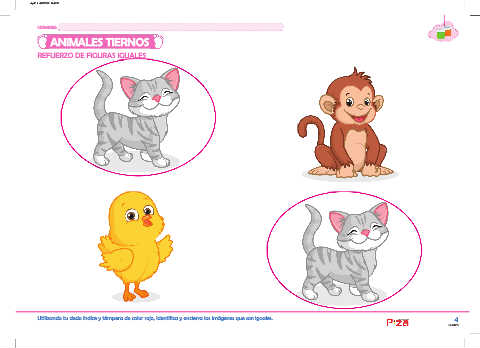 ANIMALES TIERNOS
REFUERZO DE FIGURAS IGUALES
Utilizando tu dedo índice y témpera de color rojo, identifica y encierra las imágenes que son iguales.
4